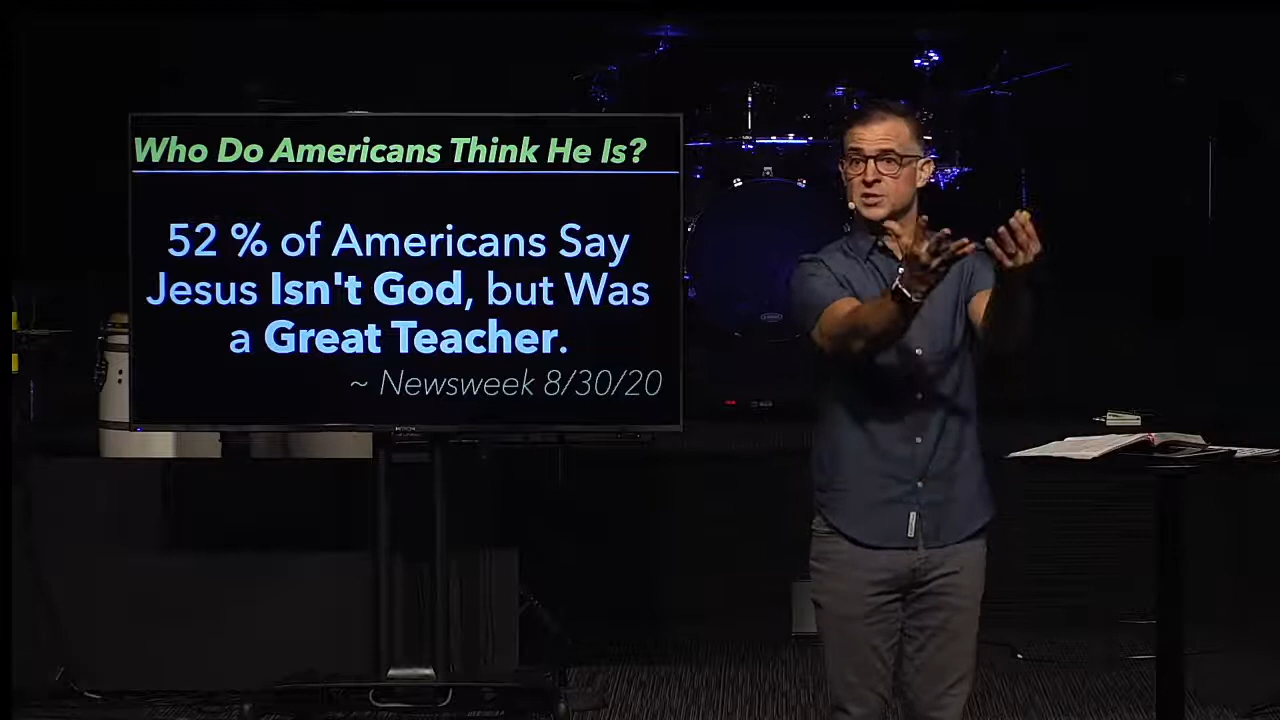 Who Do Americans Think He Is?
52 % of Americans Say
Jesus Isn't God, but Was
a Great Teacher.
~ Newsweek 8/30/20